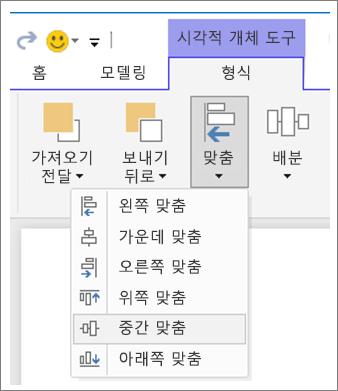 시각적 개체 도구
홈 모델링 형식
가져오기 보내기 맞춤 배분
전달 뒤로
왼쪽 맞춤
가운데 맞춤
오른쪽 맞춤
위쪽 맞춤
중간 맞춤
아래쪽 맞춤